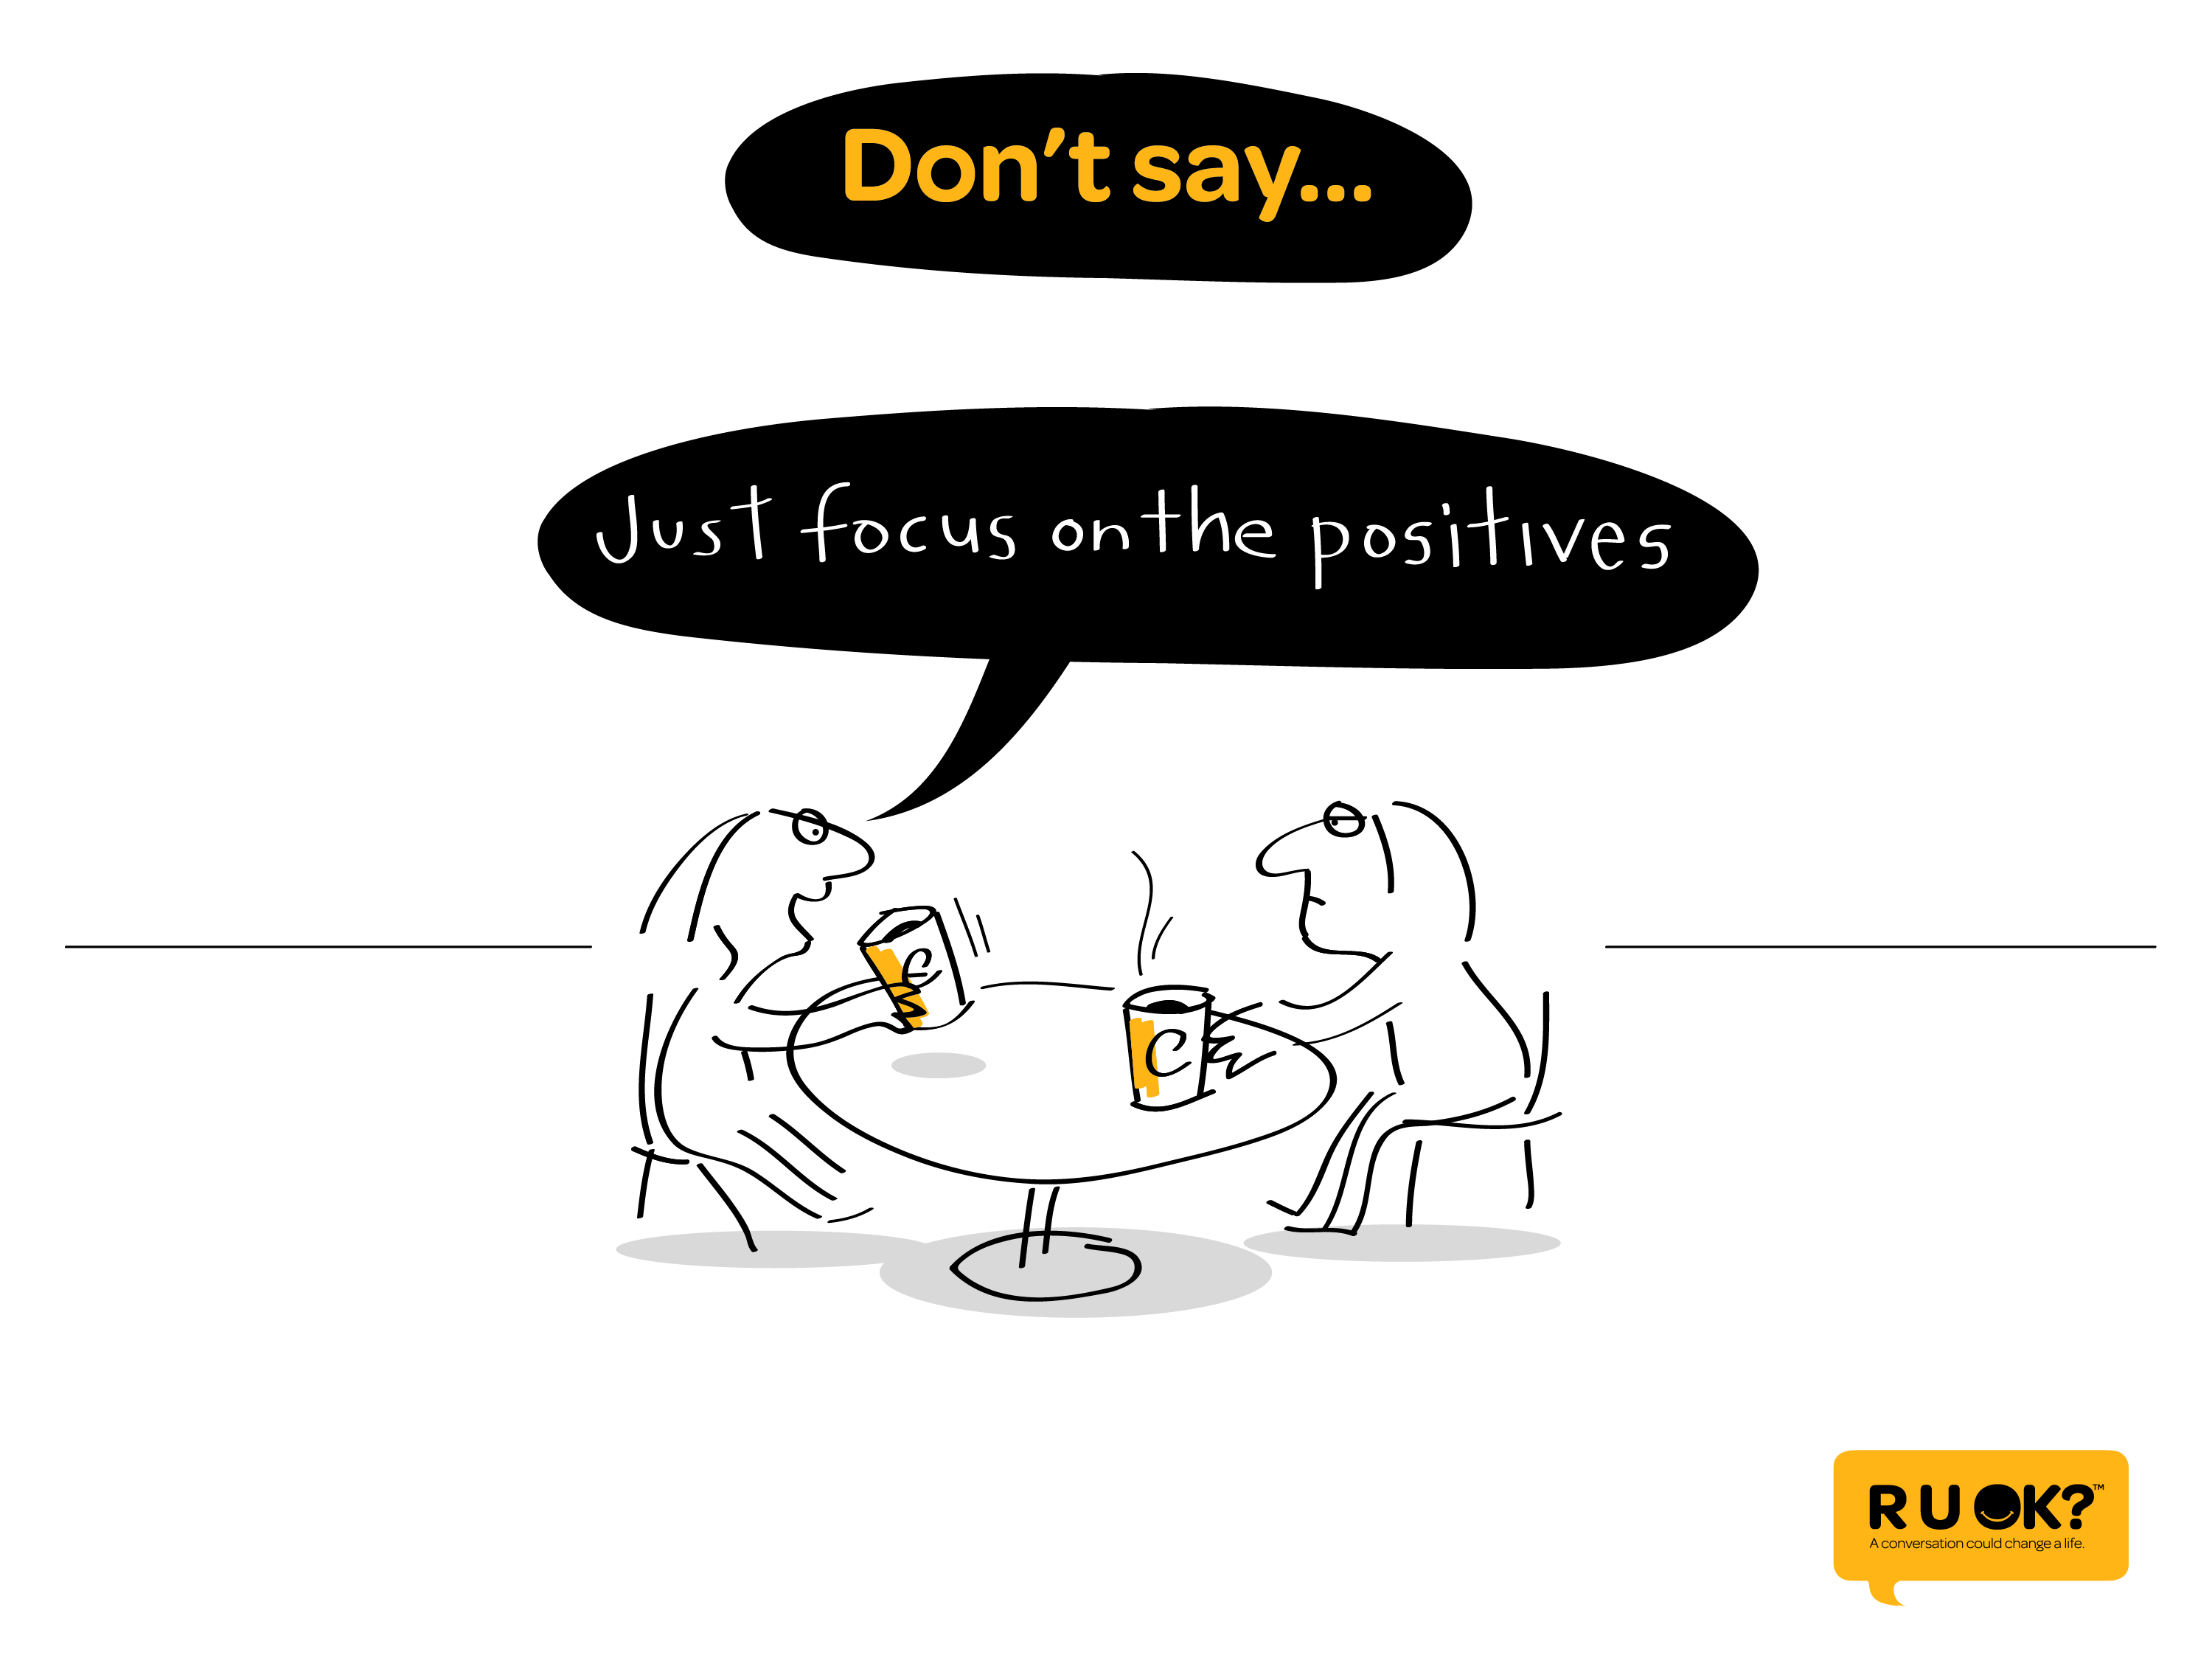 Don't say...
Just focus on the positives
C
C
R U OK?™
A conversation could change a life.